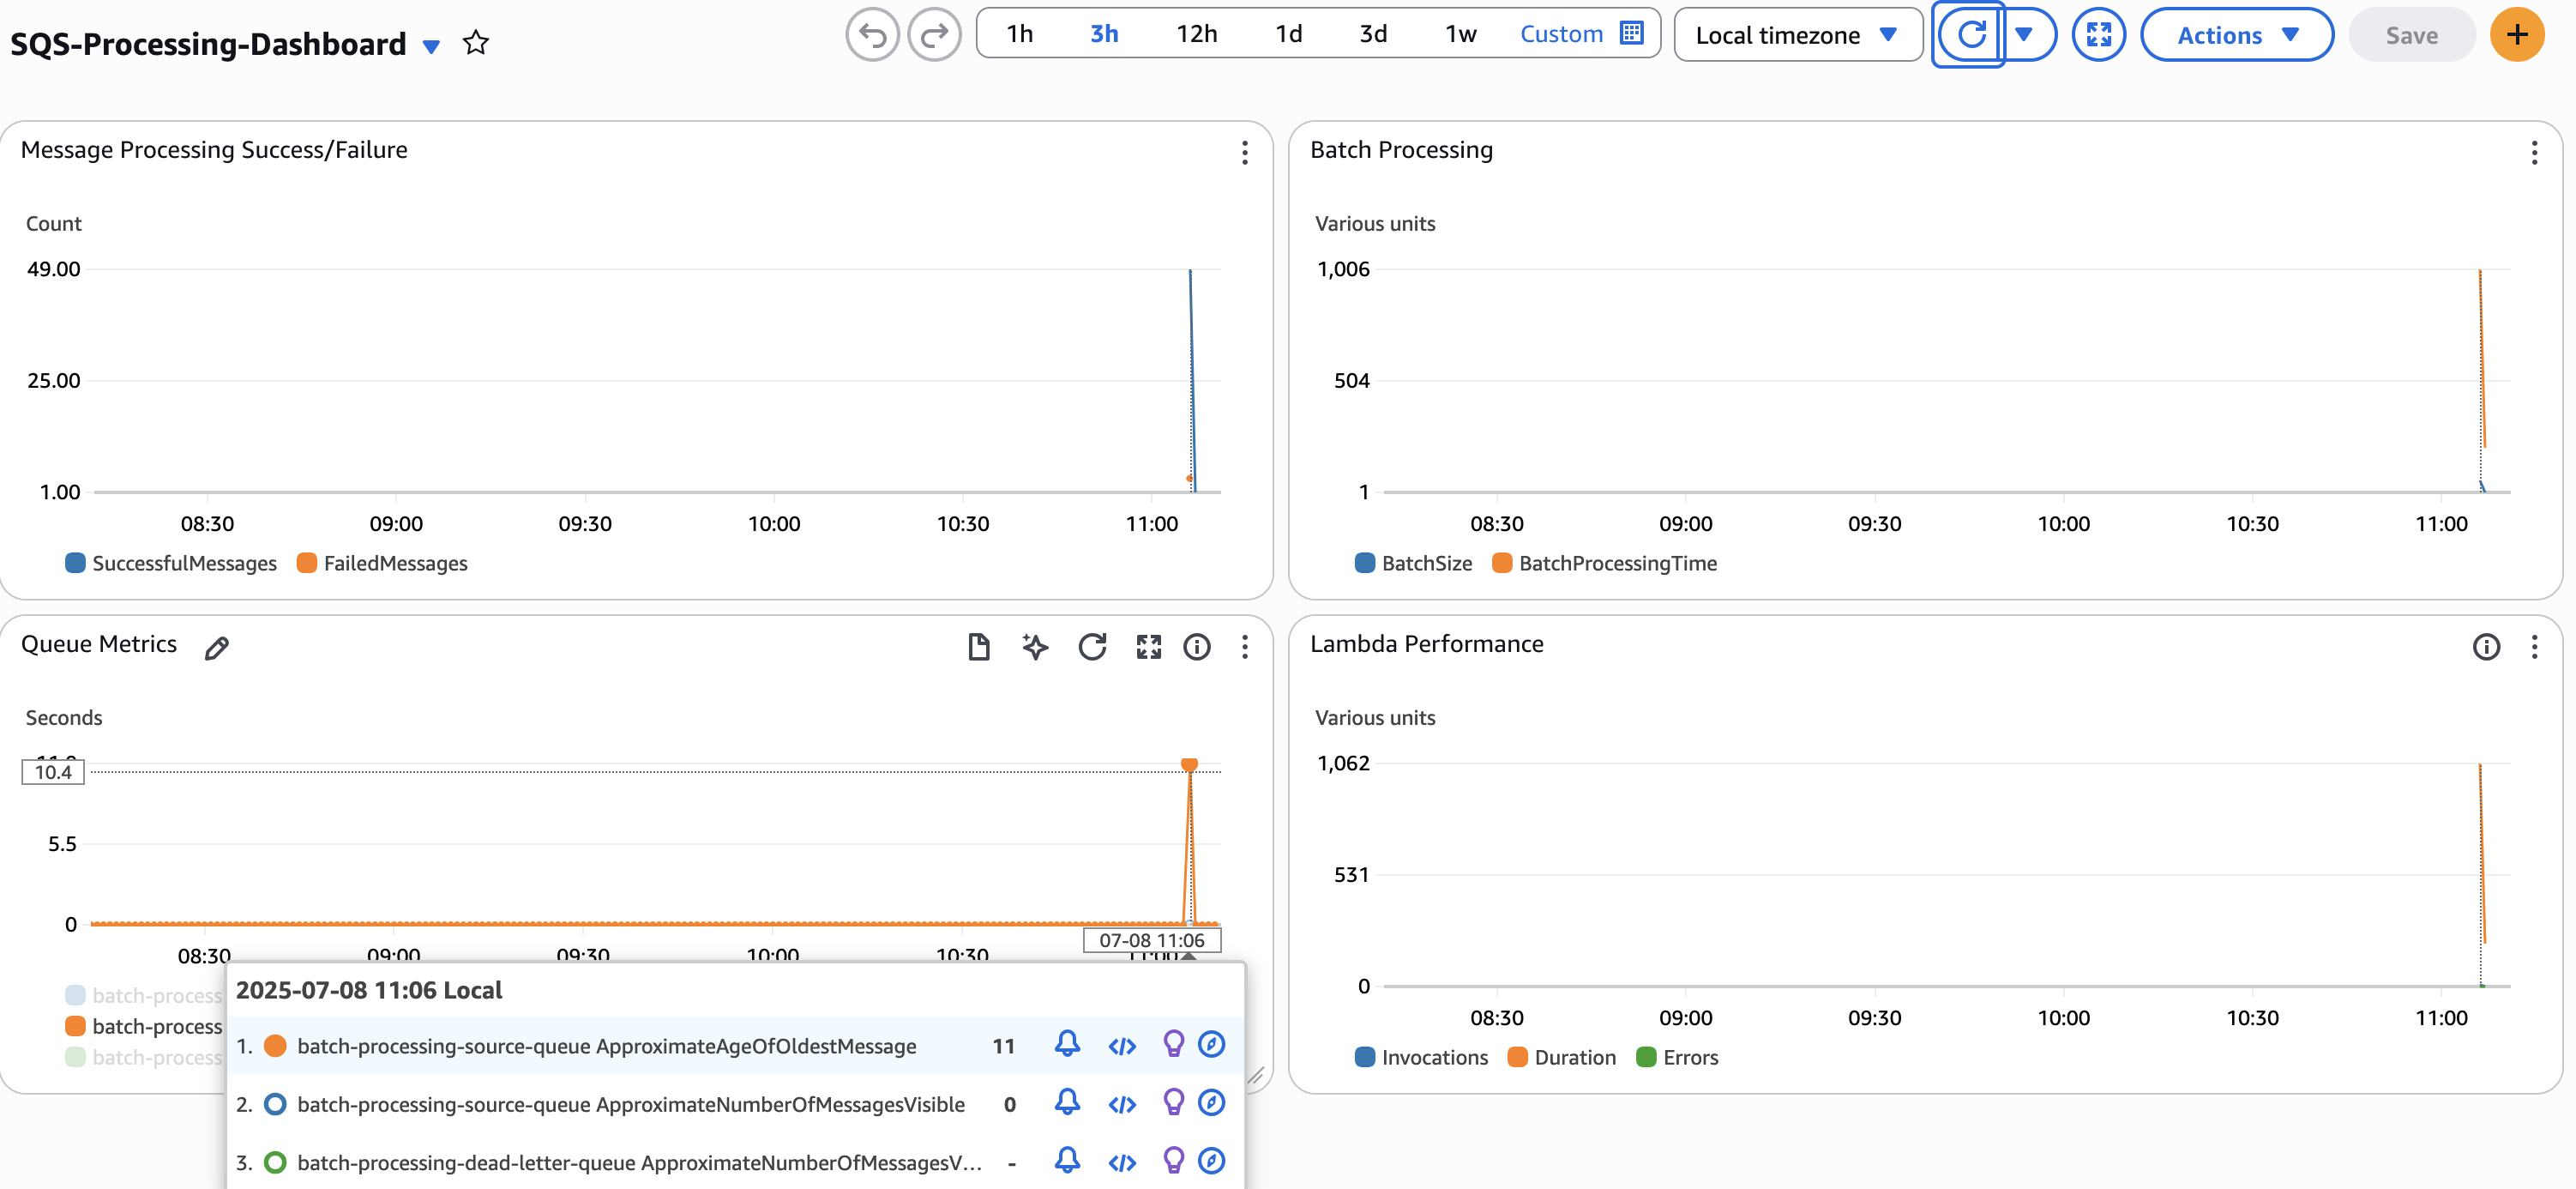 SQS-Processing-Dashboard
1h 3h 12h 1d 3d 1w Custom
Local timezone
Actions
Save
Message Processing Success/Failure
Count
49.00
25.00
1.00
08:30 09:00 09:30 10:00 10:30 11:00
SuccessfulMessages FailedMessages
Batch Processing
Various units
1,006
504
1
08:30 09:00 09:30 10:00 10:30 11:00
BatchSize BatchProcessingTime
Queue Metrics
Seconds
10.4
5.5
0
07-08 11:06
08:30 09:00 09:30 10:00 10:30 11:00
batch-process
batch-process
batch-process
2025-07-08 11:06 Local
1. batch-processing-source-queue ApproximateAgeOfOldestMessage 11
2. batch-processing-source-queue ApproximateNumberOfMessagesVisible 0
3. batch-processing-dead-letter-queue ApproximateNumberOfMessagesV... -
Lambda Performance
Various units
1,062
531
0
08:30 09:00 09:30 10:00 10:30 11:00
Invocations Duration Errors